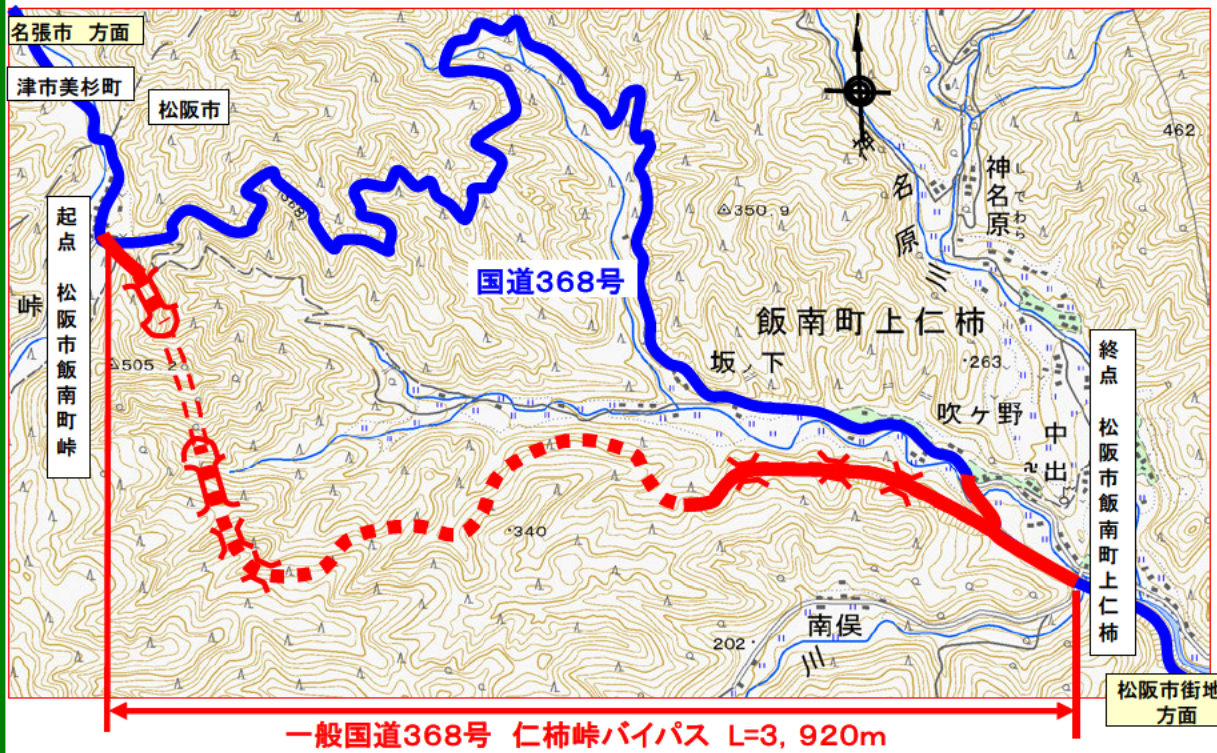 名張市 方面
津市美杉町
松阪市
462
神名原
しでわら
名原川
350.9
起点 松阪市飯南町峠
368
国道368号
峠
飯南町上仁柿
505
坂ノ下
263
終点 松阪市飯南町上仁柿
吹ヶ野
中出
340
南俣川
202
松阪市街地
方面
一般国道368号 仁柿峠バイパス L=3,920m